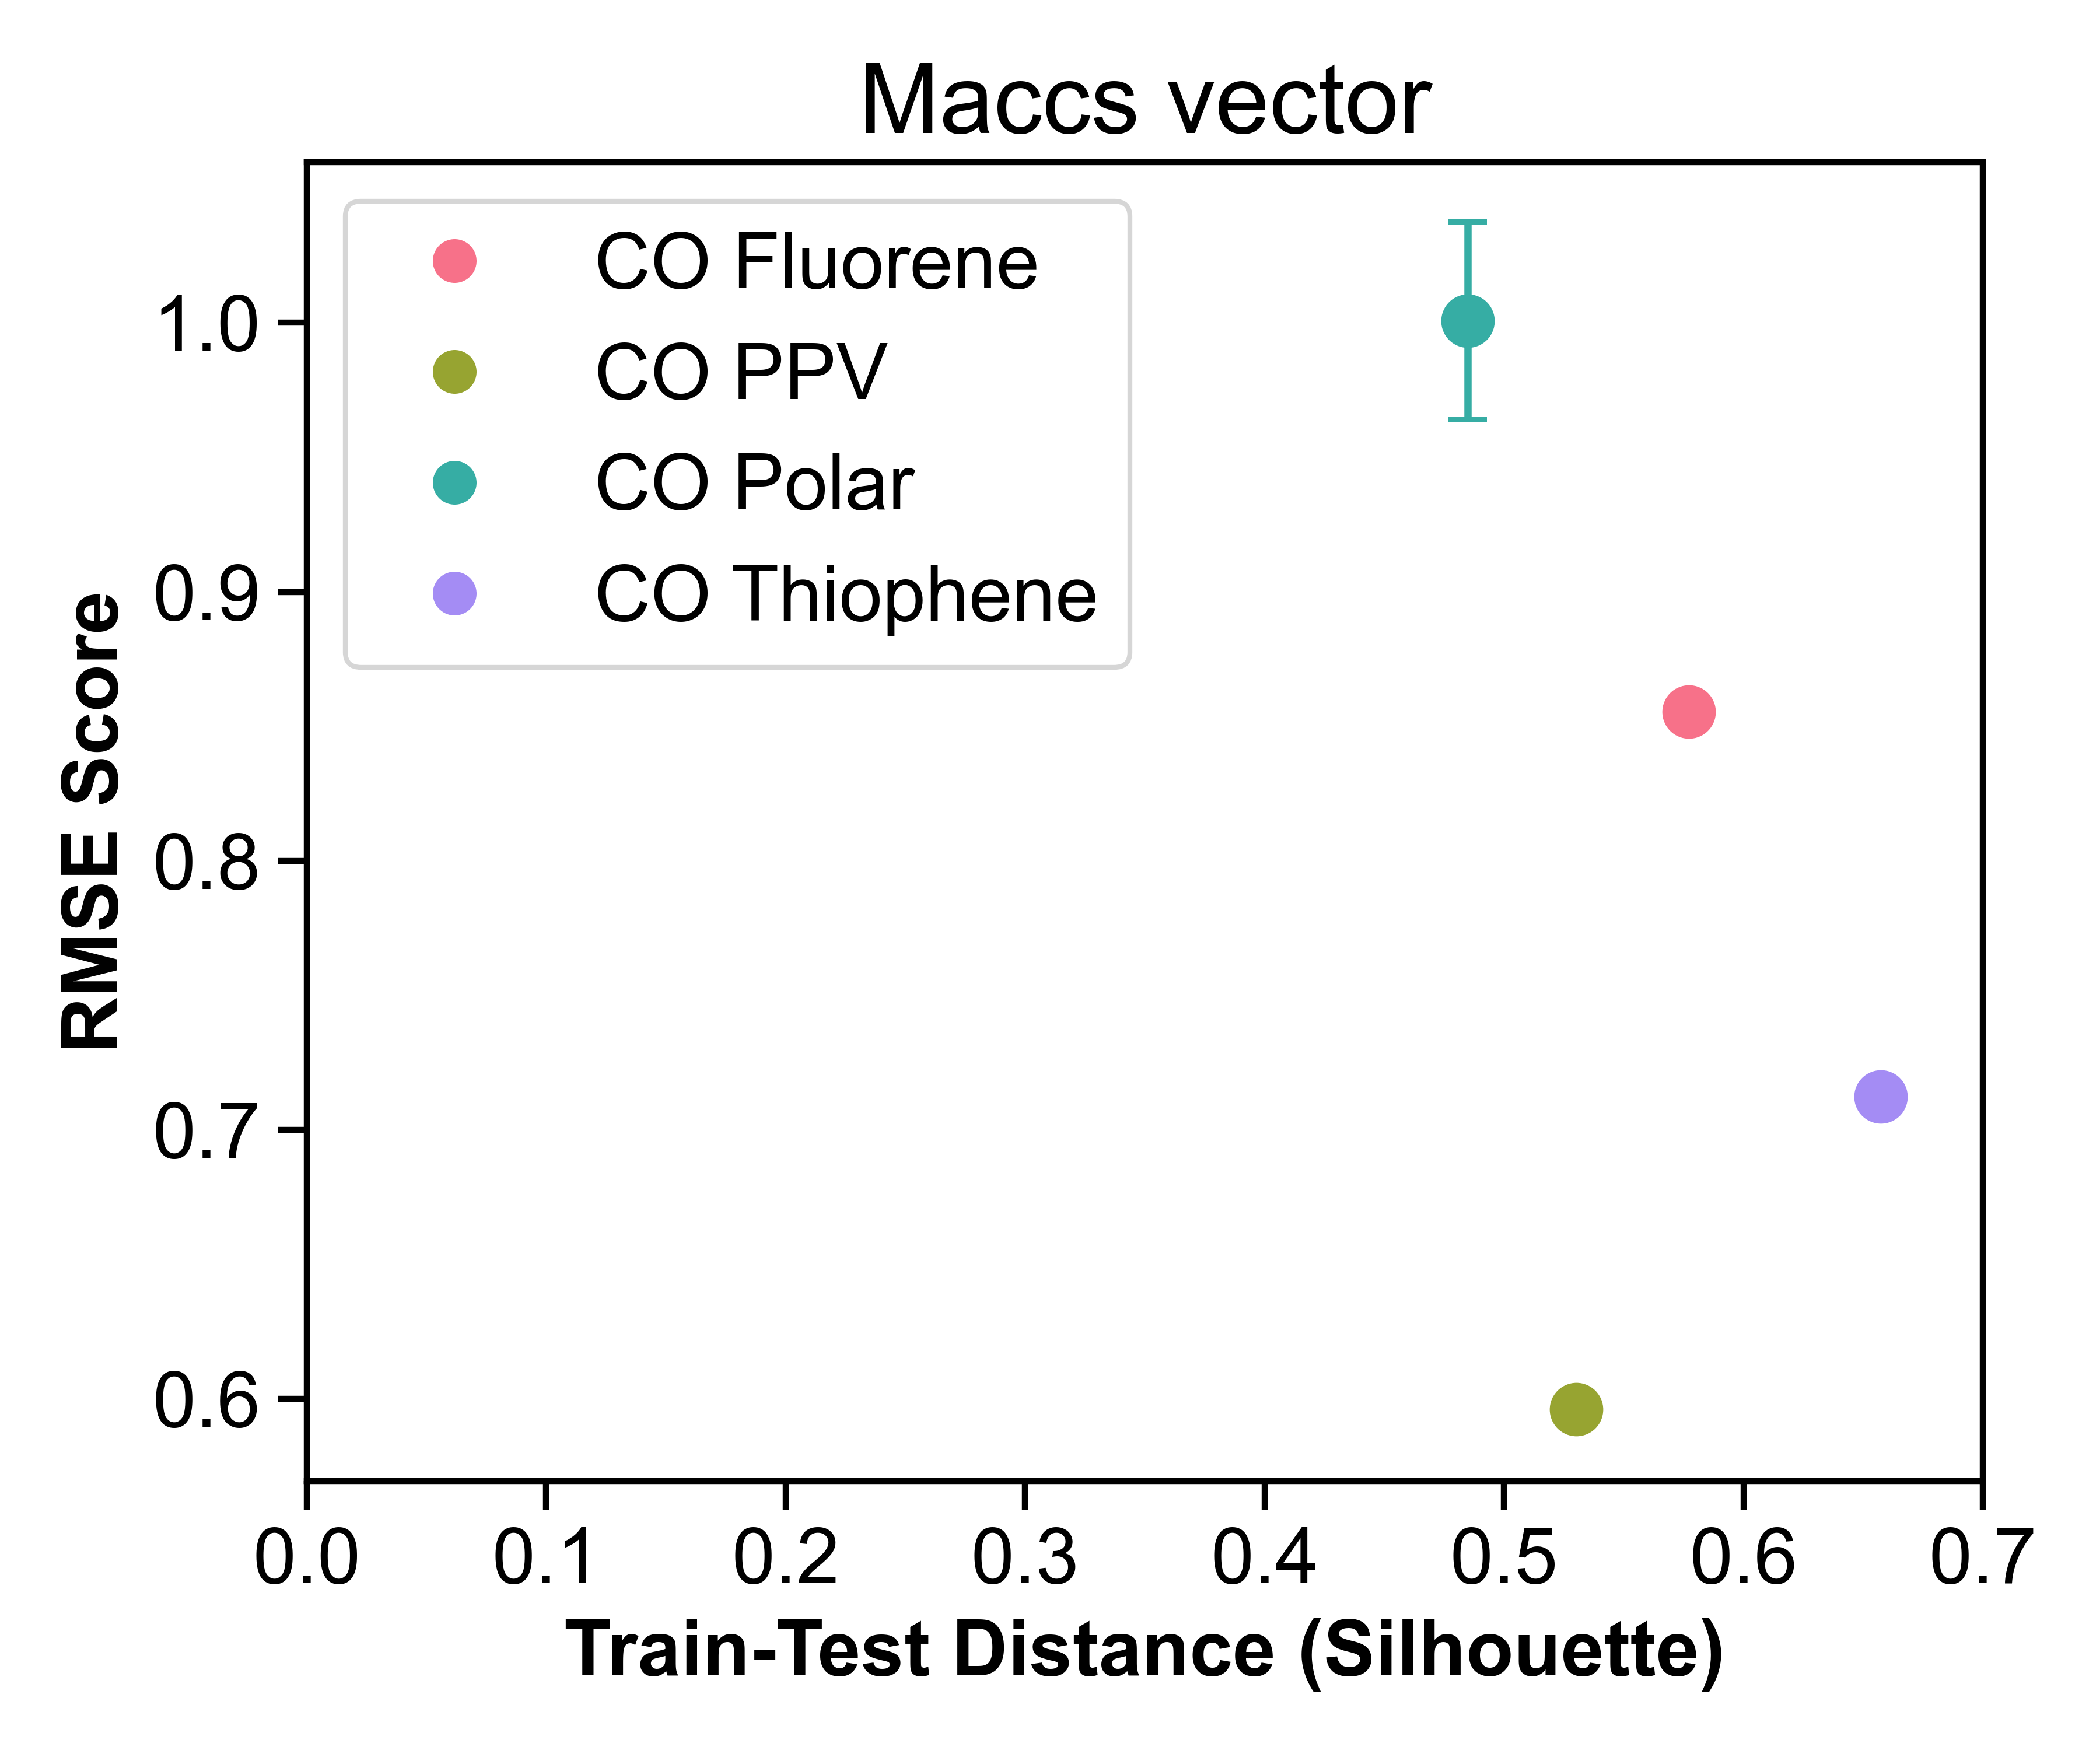 Maccs vector
CO Fluorene
CO PPV
CO Polar
CO Thiophene
RMSE Score
1.0
0.9
0.8
0.7
0.6
0.0 0.1 0.2 0.3 0.4 0.5 0.6 0.7
Train-Test Distance (Silhouette)